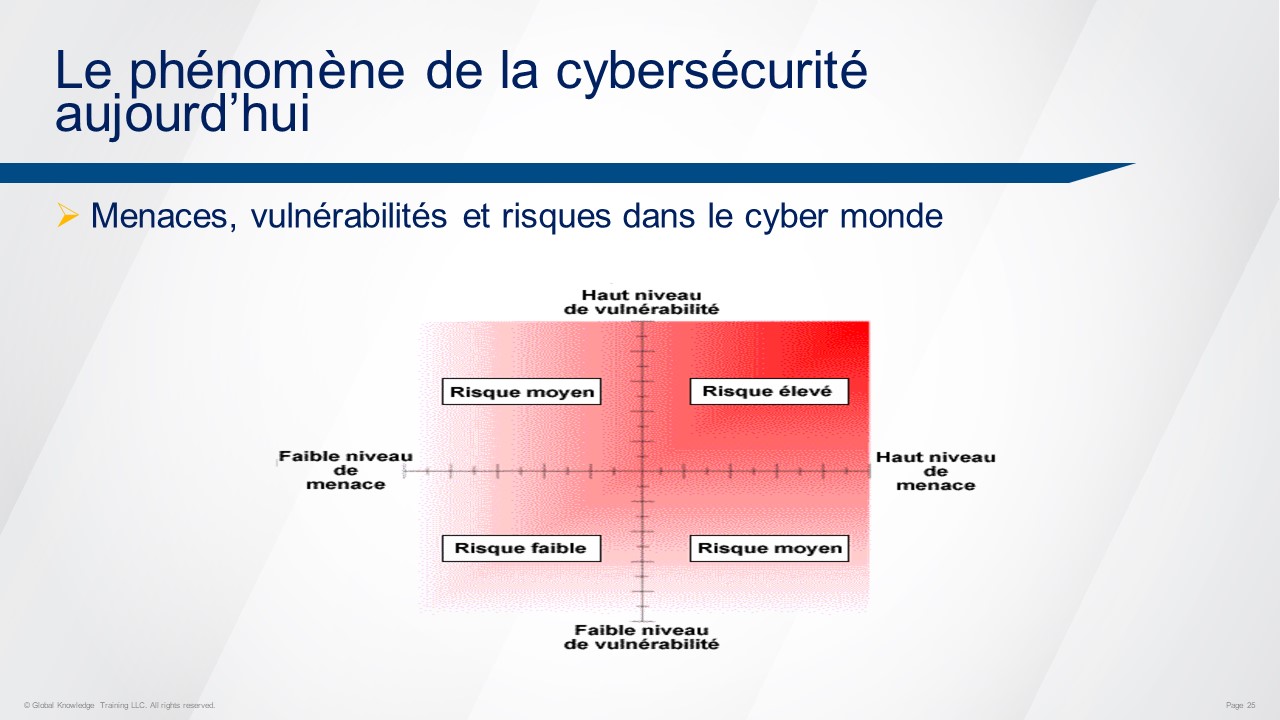 Le phénomène de la cybersécurité
aujourd’hui
Menaces, vulnérabilités et risques dans le cyber monde
Haut niveau
de vulnérabilité
Risque moyen
Risque élevé
Faible niveau
de
menace
Haut niveau
de
menace
Risque faible
Risque moyen
Faible niveau
de vulnérabilité
© Global Knowledge Training LLC. All rights reserved.
Page 25